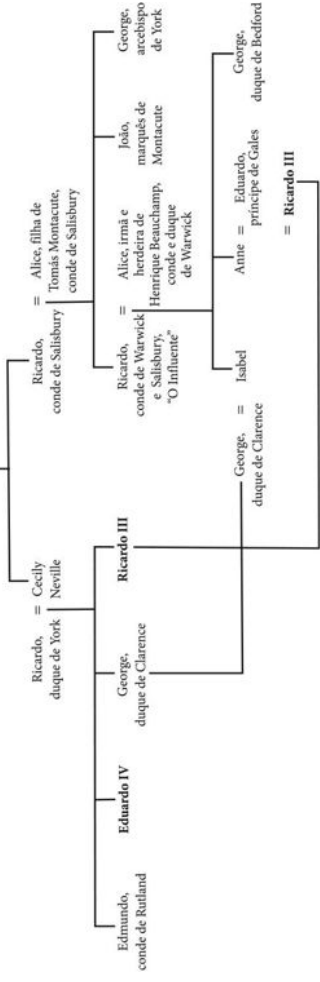 Ricardo,
duque de York
=
Cecily
Neville
Ricardo,
conde de Salisbury
=
Alice, filha de
Tomás Montacute,
conde de Salisbury
Edmundo,
conde de Rutland
Eduardo IV
George,
duque de Clarence
Ricardo III
Ricardo,
conde de Warwick
e Salisbury,
"O Influente"
=
Alice, irmã e
herdeira de
Henrique Beauchamp,
conde e duque
de Warwick
João,
marquês de
Montacute
George,
arcebispo
de York
George,
duque de Clarence
=
Isabel
Anne
=
Eduardo,
príncipe de Gales
George,
duque de Bedford
= Ricardo III